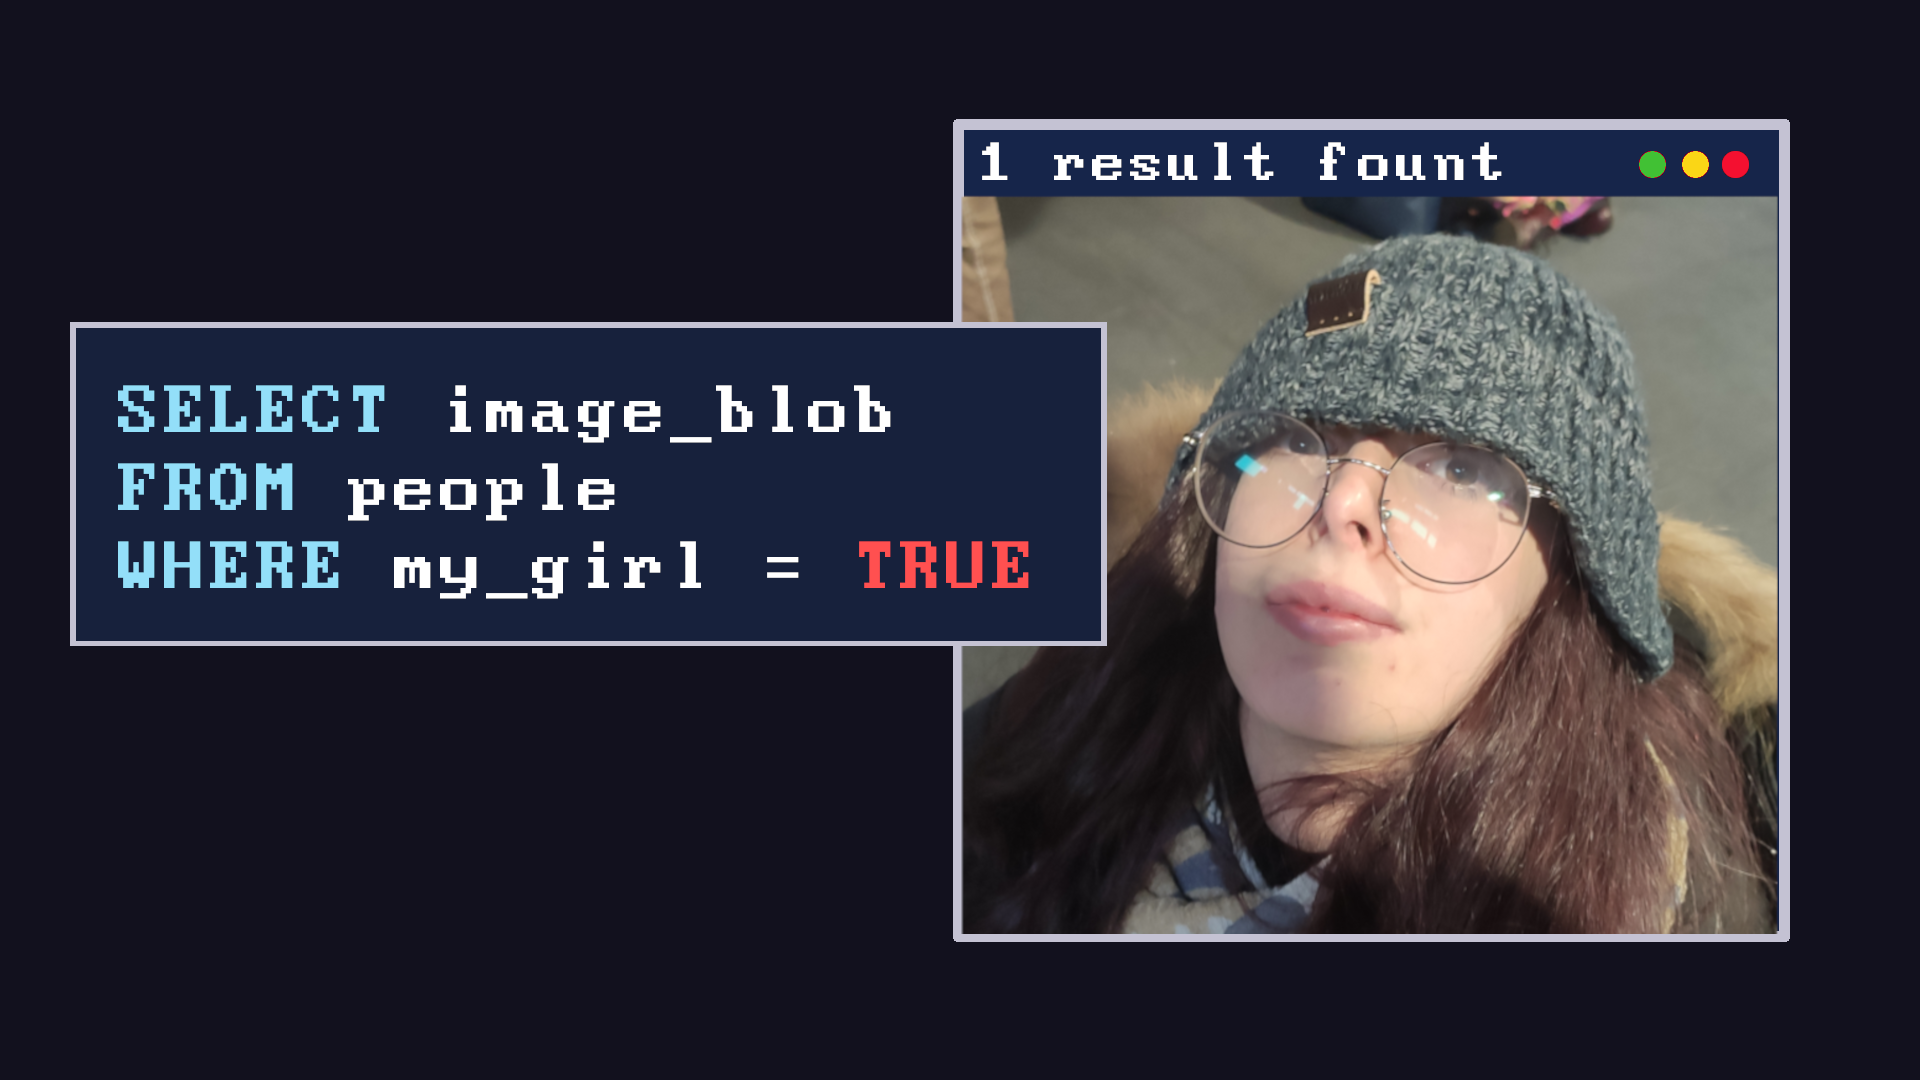 1 result fount
SELECT image_blob
FROM people
WHERE my_girl = TRUE